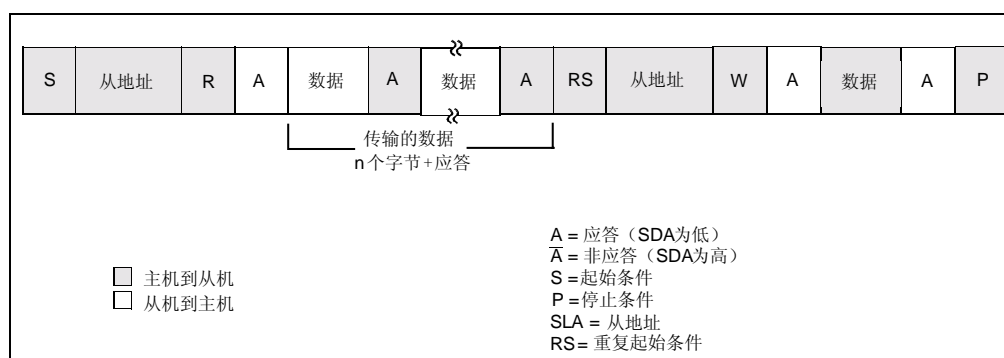 S 从地址 R A 数据 A 数据 A RS 从地址 W A 数据 A P
传输的数据
n个字节+应答
A = 应答（SDA为低）
A̅ = 非应答（SDA为高）
S =起始条件
P =停止条件
SLA = 从地址
RS= 重复起始条件
主机到从机
从机到主机